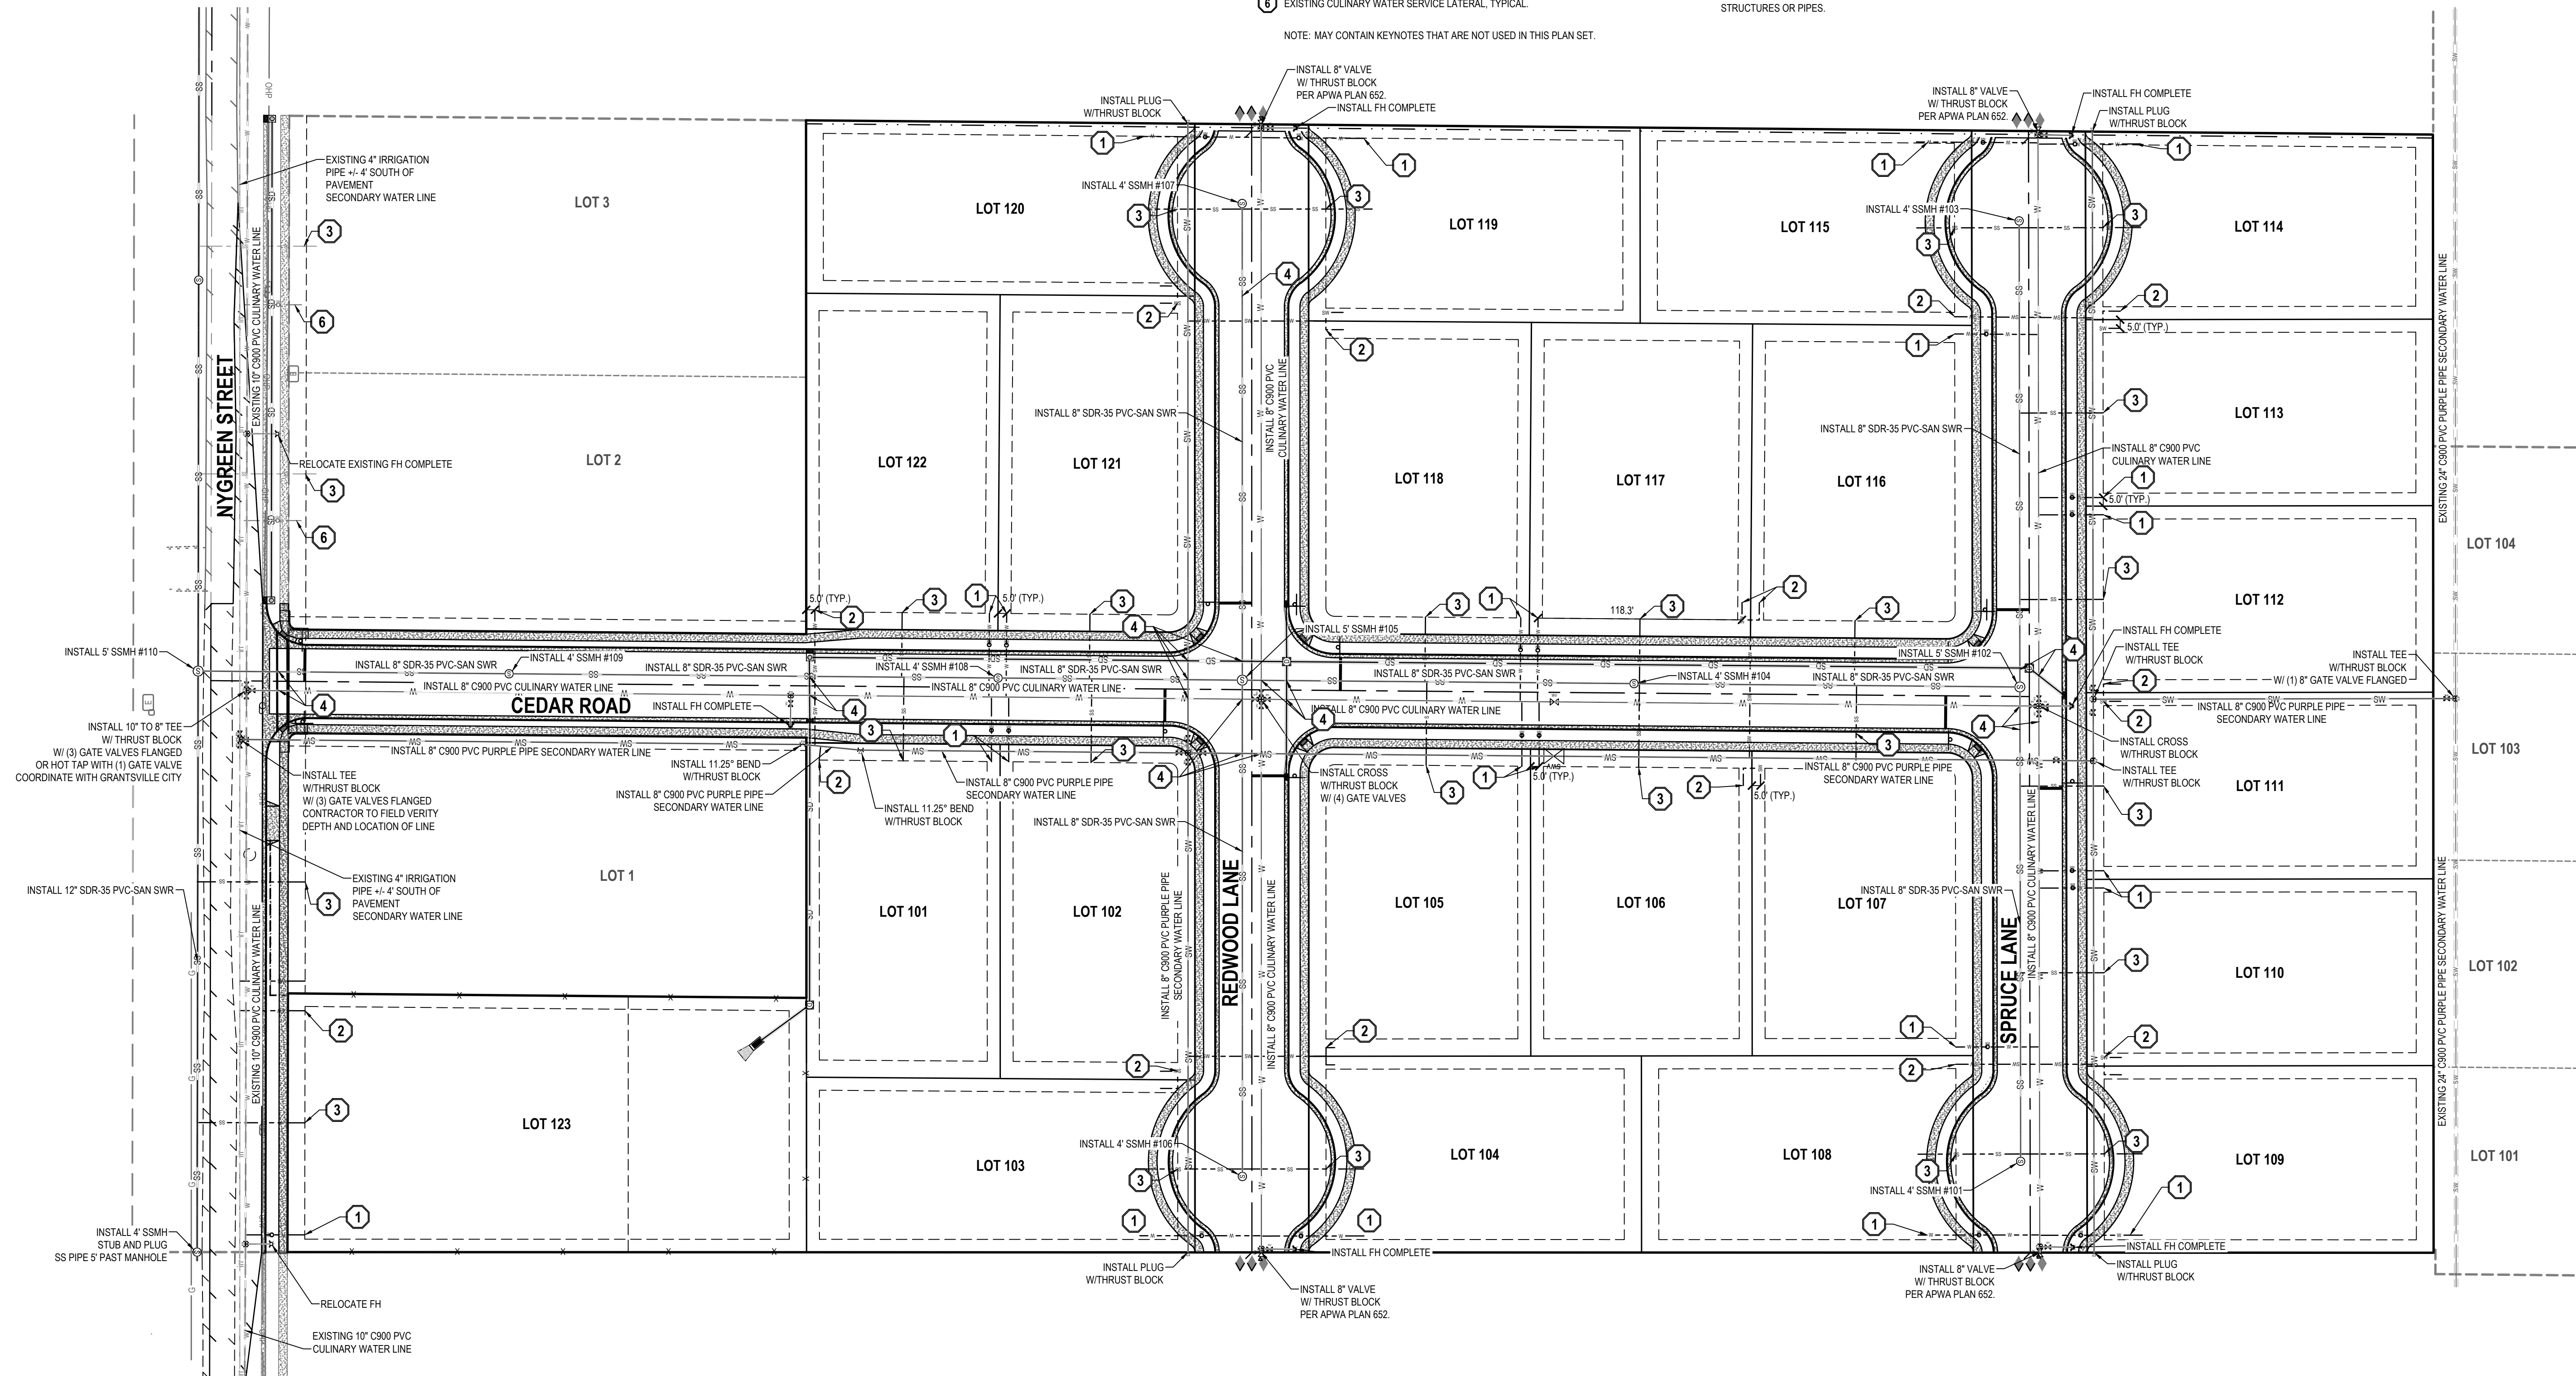 6 EXISTING CULINARY WATER SERVICE LATERAL, TYPICAL.
STRUCTURES OR PIPES.
NOTE: MAY CONTAIN KEYNOTES THAT ARE NOT USED IN THIS PLAN SET.
INSTALL 8" VALVE
W/ THRUST BLOCK
PER APWA PLAN 652.
INSTALL PLUG
W/THRUST BLOCK
INSTALL FH COMPLETE
INSTALL 8" VALVE
W/ THRUST BLOCK
PER APWA PLAN 652.
INSTALL FH COMPLETE
INSTALL PLUG
W/THRUST BLOCK
EXISTING 4" IRRIGATION
PIPE +/- 4' SOUTH OF
PAVEMENT
SECONDARY WATER LINE
LOT 3
LOT 120
INSTALL 4' SSMH #107
LOT 119
LOT 115
INSTALL 4' SSMH #103
LOT 114
EXISTING 10" C900 PVC CULINARY WATER LINE
NYGREEN STREET
EXISTING 24" C900 PVC PURPLE PIPE SECONDARY WATER LINE
5.0' (TYP.)
INSTALL 8" C900 PVC
CULINARY WATER LINE
INSTALL 8" SDR-35 PVC-SAN SWR
INSTALL 8" SDR-35 PVC-SAN SWR
LOT 113
RELOCATE EXISTING FH COMPLETE
LOT 2
LOT 122
LOT 121
LOT 118
LOT 117
LOT 116
INSTALL 8" C900 PVC
CULINARY WATER LINE
5.0' (TYP.)
LOT 104
LOT 112
5.0' (TYP.)
5.0' (TYP.)
118.3'
INSTALL 5' SSMH #105
INSTALL FH COMPLETE
INSTALL 5' SSMH #110
INSTALL 8" SDR-35 PVC-SAN SWR
INSTALL 4' SSMH #109
INSTALL 8" SDR-35 PVC-SAN SWR
INSTALL 4' SSMH #108
INSTALL 8" SDR-35 PVC-SAN SWR
INSTALL 8" SDR-35 PVC-SAN SWR
INSTALL 4' SSMH #104
INSTALL 8" SDR-35 PVC-SAN SWR
INSTALL 5' SSMH #102
INSTALL TEE
W/THRUST BLOCK
INSTALL TEE
W/THRUST BLOCK
W/ (1) 8" GATE VALVE FLANGED
INSTALL 8" C900 PVC CULINARY WATER LINE
INSTALL 8" C900 PVC CULINARY WATER LINE
INSTALL 8" C900 PVC CULINARY WATER LINE
CEDAR ROAD
INSTALL FH COMPLETE
INSTALL 8" C900 PVC PURPLE PIPE
SECONDARY WATER LINE
INSTALL 10" TO 8" TEE
W/ THRUST BLOCK
W/ (3) GATE VALVES FLANGED
OR HOT TAP WITH (1) GATE VALVE
COORDINATE WITH GRANTSVILLE CITY
INSTALL 8" C900 PVC PURPLE PIPE SECONDARY WATER LINE
INSTALL 11.25° BEND
W/THRUST BLOCK
INSTALL CROSS
W/THRUST BLOCK
LOT 103
INSTALL TEE
W/THRUST BLOCK
W/ (3) GATE VALVES FLANGED
CONTRACTOR TO FIELD VERITY
DEPTH AND LOCATION OF LINE
INSTALL 8" C900 PVC PURPLE PIPE
SECONDARY WATER LINE
INSTALL 11.25° BEND
W/THRUST BLOCK
INSTALL 8" C900 PVC PURPLE PIPE
SECONDARY WATER LINE
INSTALL CROSS
W/THRUST BLOCK
W/ (4) GATE VALVES
5.0' (TYP.)
5.0' (TYP.)
INSTALL 8" C900 PVC PURPLE PIPE
SECONDARY WATER LINE
INSTALL TEE
W/THRUST BLOCK
LOT 111
INSTALL 8" SDR-35 PVC-SAN SWR
EXISTING 4" IRRIGATION
PIPE +/- 4' SOUTH OF
PAVEMENT
SECONDARY WATER LINE
LOT 1
INSTALL 12" SDR-35 PVC-SAN SWR
EXISTING 10" C900 PVC CULINARY WATER LINE
LOT 101
LOT 102
INSTALL 8" C900 PVC PURPLE PIPE
SECONDARY WATER LINE
REDWOOD LANE
INSTALL 8" C900 PVC CULINARY WATER LINE
LOT 105
LOT 106
LOT 107
INSTALL 8" SDR-35 PVC-SAN SWR
SPRUCE LANE
INSTALL 8" C900 PVC CULINARY WATER LINE
EXISTING 24" C900 PVC PURPLE PIPE SECONDARY WATER LINE
LOT 110
LOT 102
LOT 123
LOT 103
INSTALL 4' SSMH #106
LOT 104
LOT 108
INSTALL 4' SSMH #101
LOT 109
LOT 101
INSTALL 4' SSMH
STUB AND PLUG
SS PIPE 5' PAST MANHOLE
INSTALL FH COMPLETE
INSTALL FH COMPLETE
INSTALL PLUG
W/THRUST BLOCK
INSTALL 8" VALVE
W/ THRUST BLOCK
PER APWA PLAN 652.
INSTALL 8" VALVE
W/ THRUST BLOCK
PER APWA PLAN 652.
INSTALL PLUG
W/THRUST BLOCK
RELOCATE FH
EXISTING 10" C900 PVC
CULINARY WATER LINE